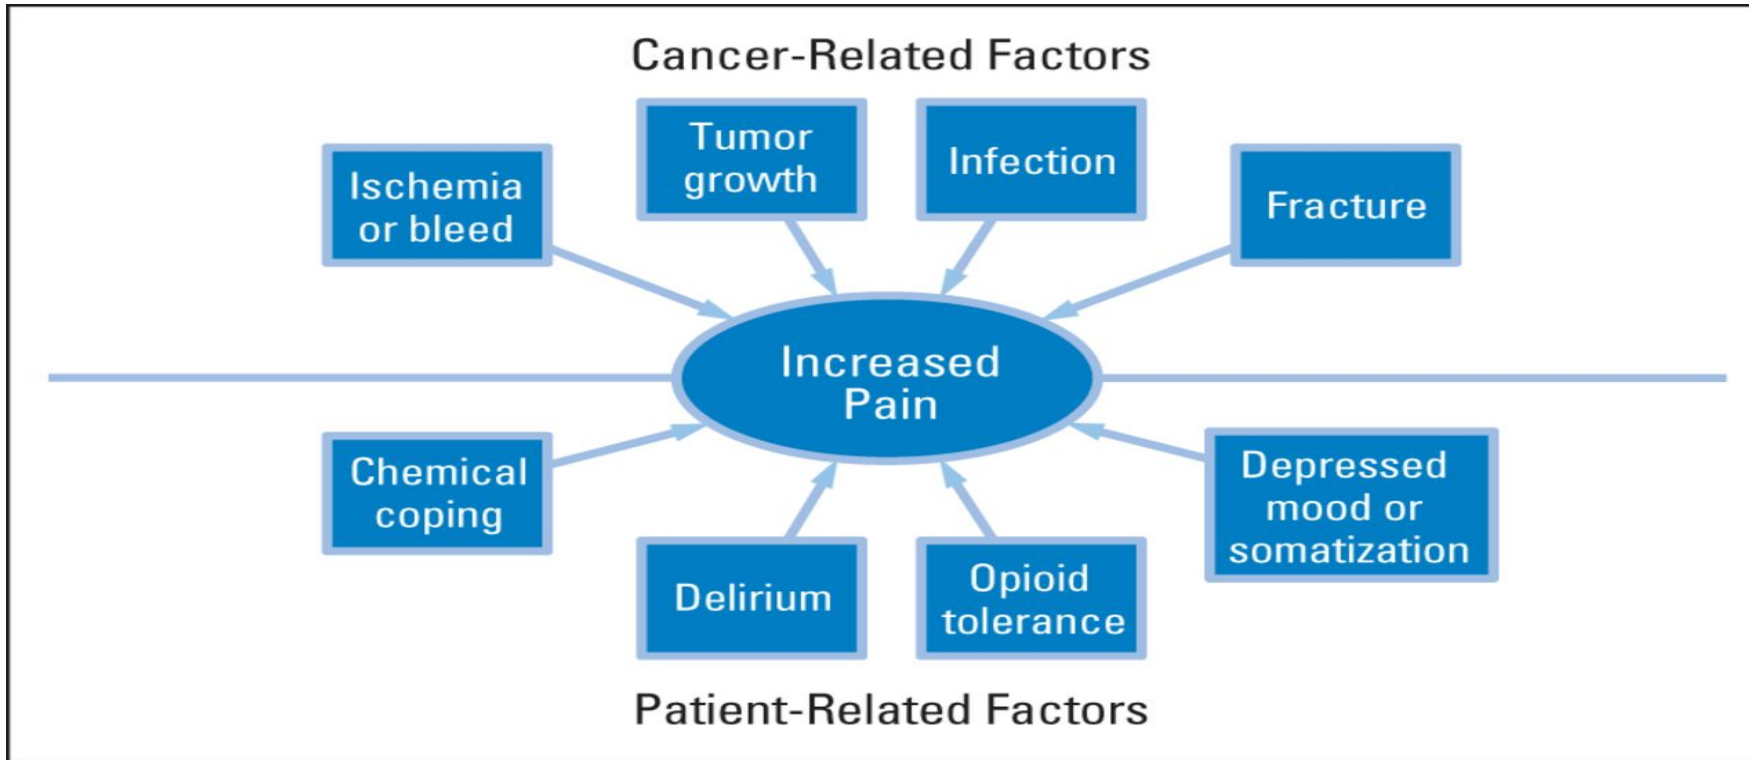 Cancer-Related Factors
Ischemia
or bleed
Tumor
growth
Infection
Fracture
Increased
Pain
Chemical
coping
Delirium
Opioid
tolerance
Depressed
mood or
somatization
Patient-Related Factors